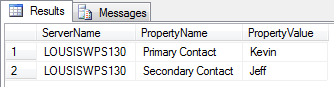 Results Messages
ServerName PropertyName PropertyValue
1 LOUSISWPS130 Primary Contact Kevin
2 LOUSISWPS130 Secondary Contact Jeff